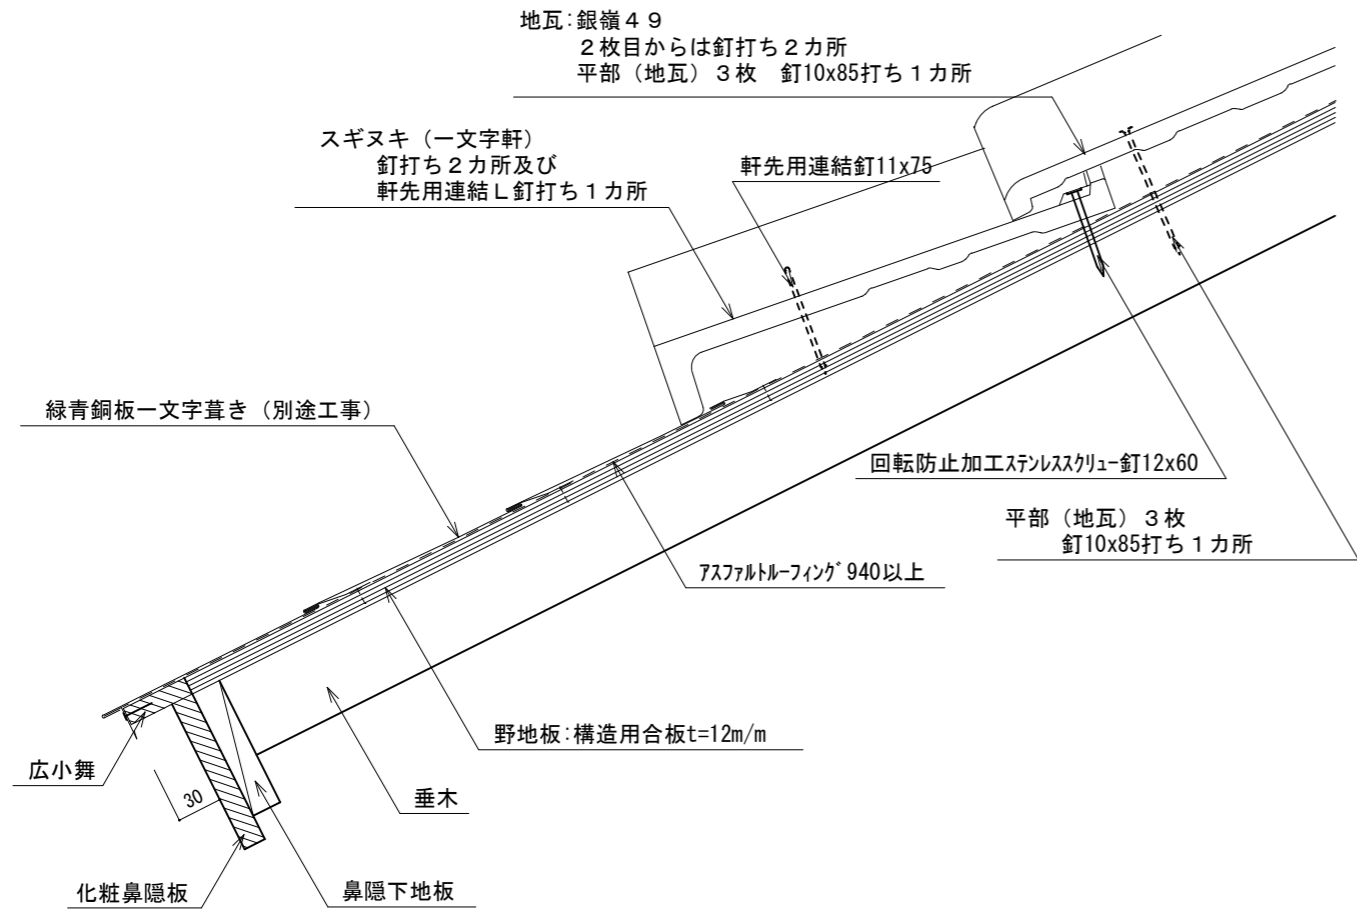 地瓦:銀嶺49
2枚目からは釘打ち2カ所
平部(地瓦)3枚 釘10x85打ち1カ所
スギヌキ(一文字軒)
釘打ち2カ所及び
軒先用連結L釘打ち1カ所
軒先用連結釘11x75
緑青銅板一文字葺き(別途工事)
回転防止加工ステンレススクリュー釘12x60
平部(地瓦)3枚
釘10x85打ち1カ所
アスファルトルーフィング940以上
野地板:構造用合板t=12m/m
広小舞
30
垂木
化粧鼻隠板
鼻隠下地板